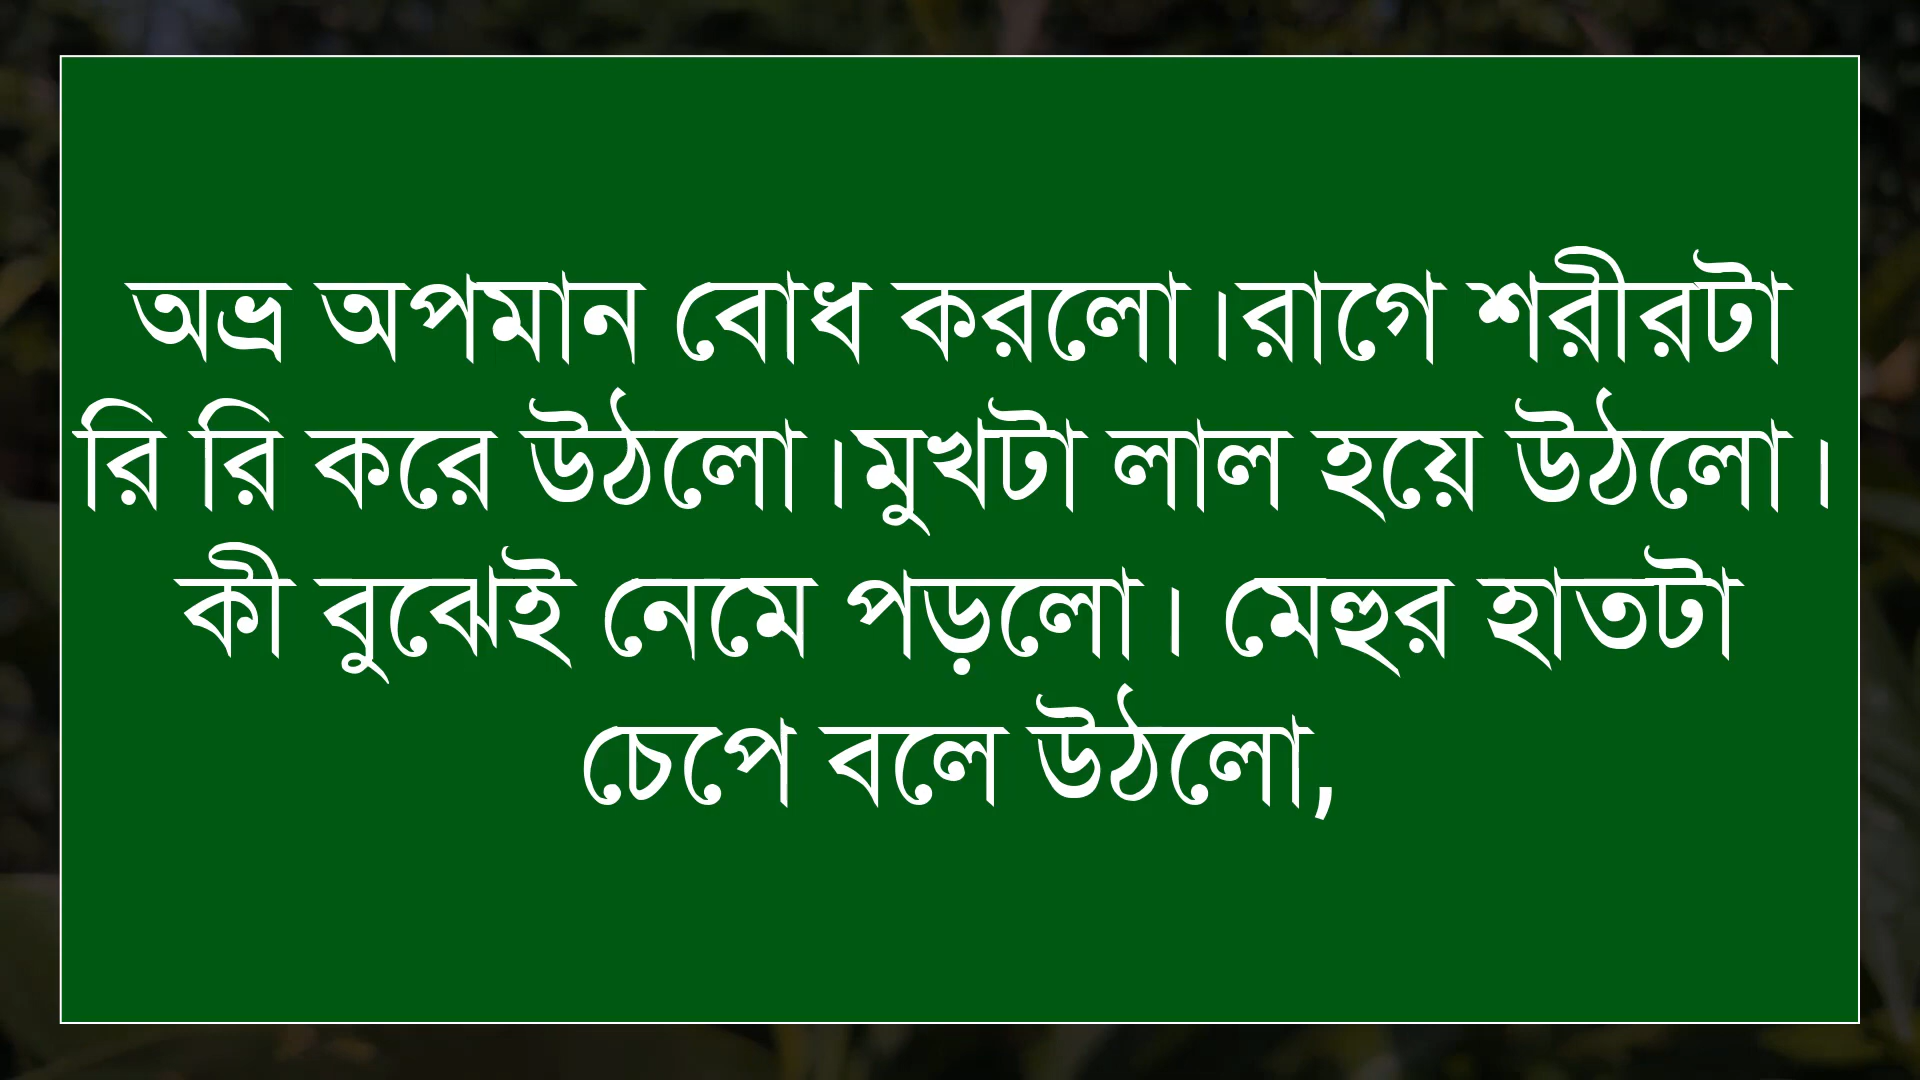 অভ্র অপমান বোধ করলো।রাগে শরীরটা
রি রি করে উঠলো।মুখটা লাল হয়ে উঠলো।
কী বুঝেই নেমে পড়লো। মেহুর হাতটা
চেপে বলে উঠলো,